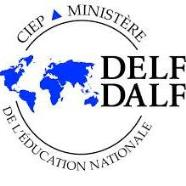 CIEP ▲ MINISTÈRE
DELF
DALF
DE L'ÉDUCATION NATIONALE